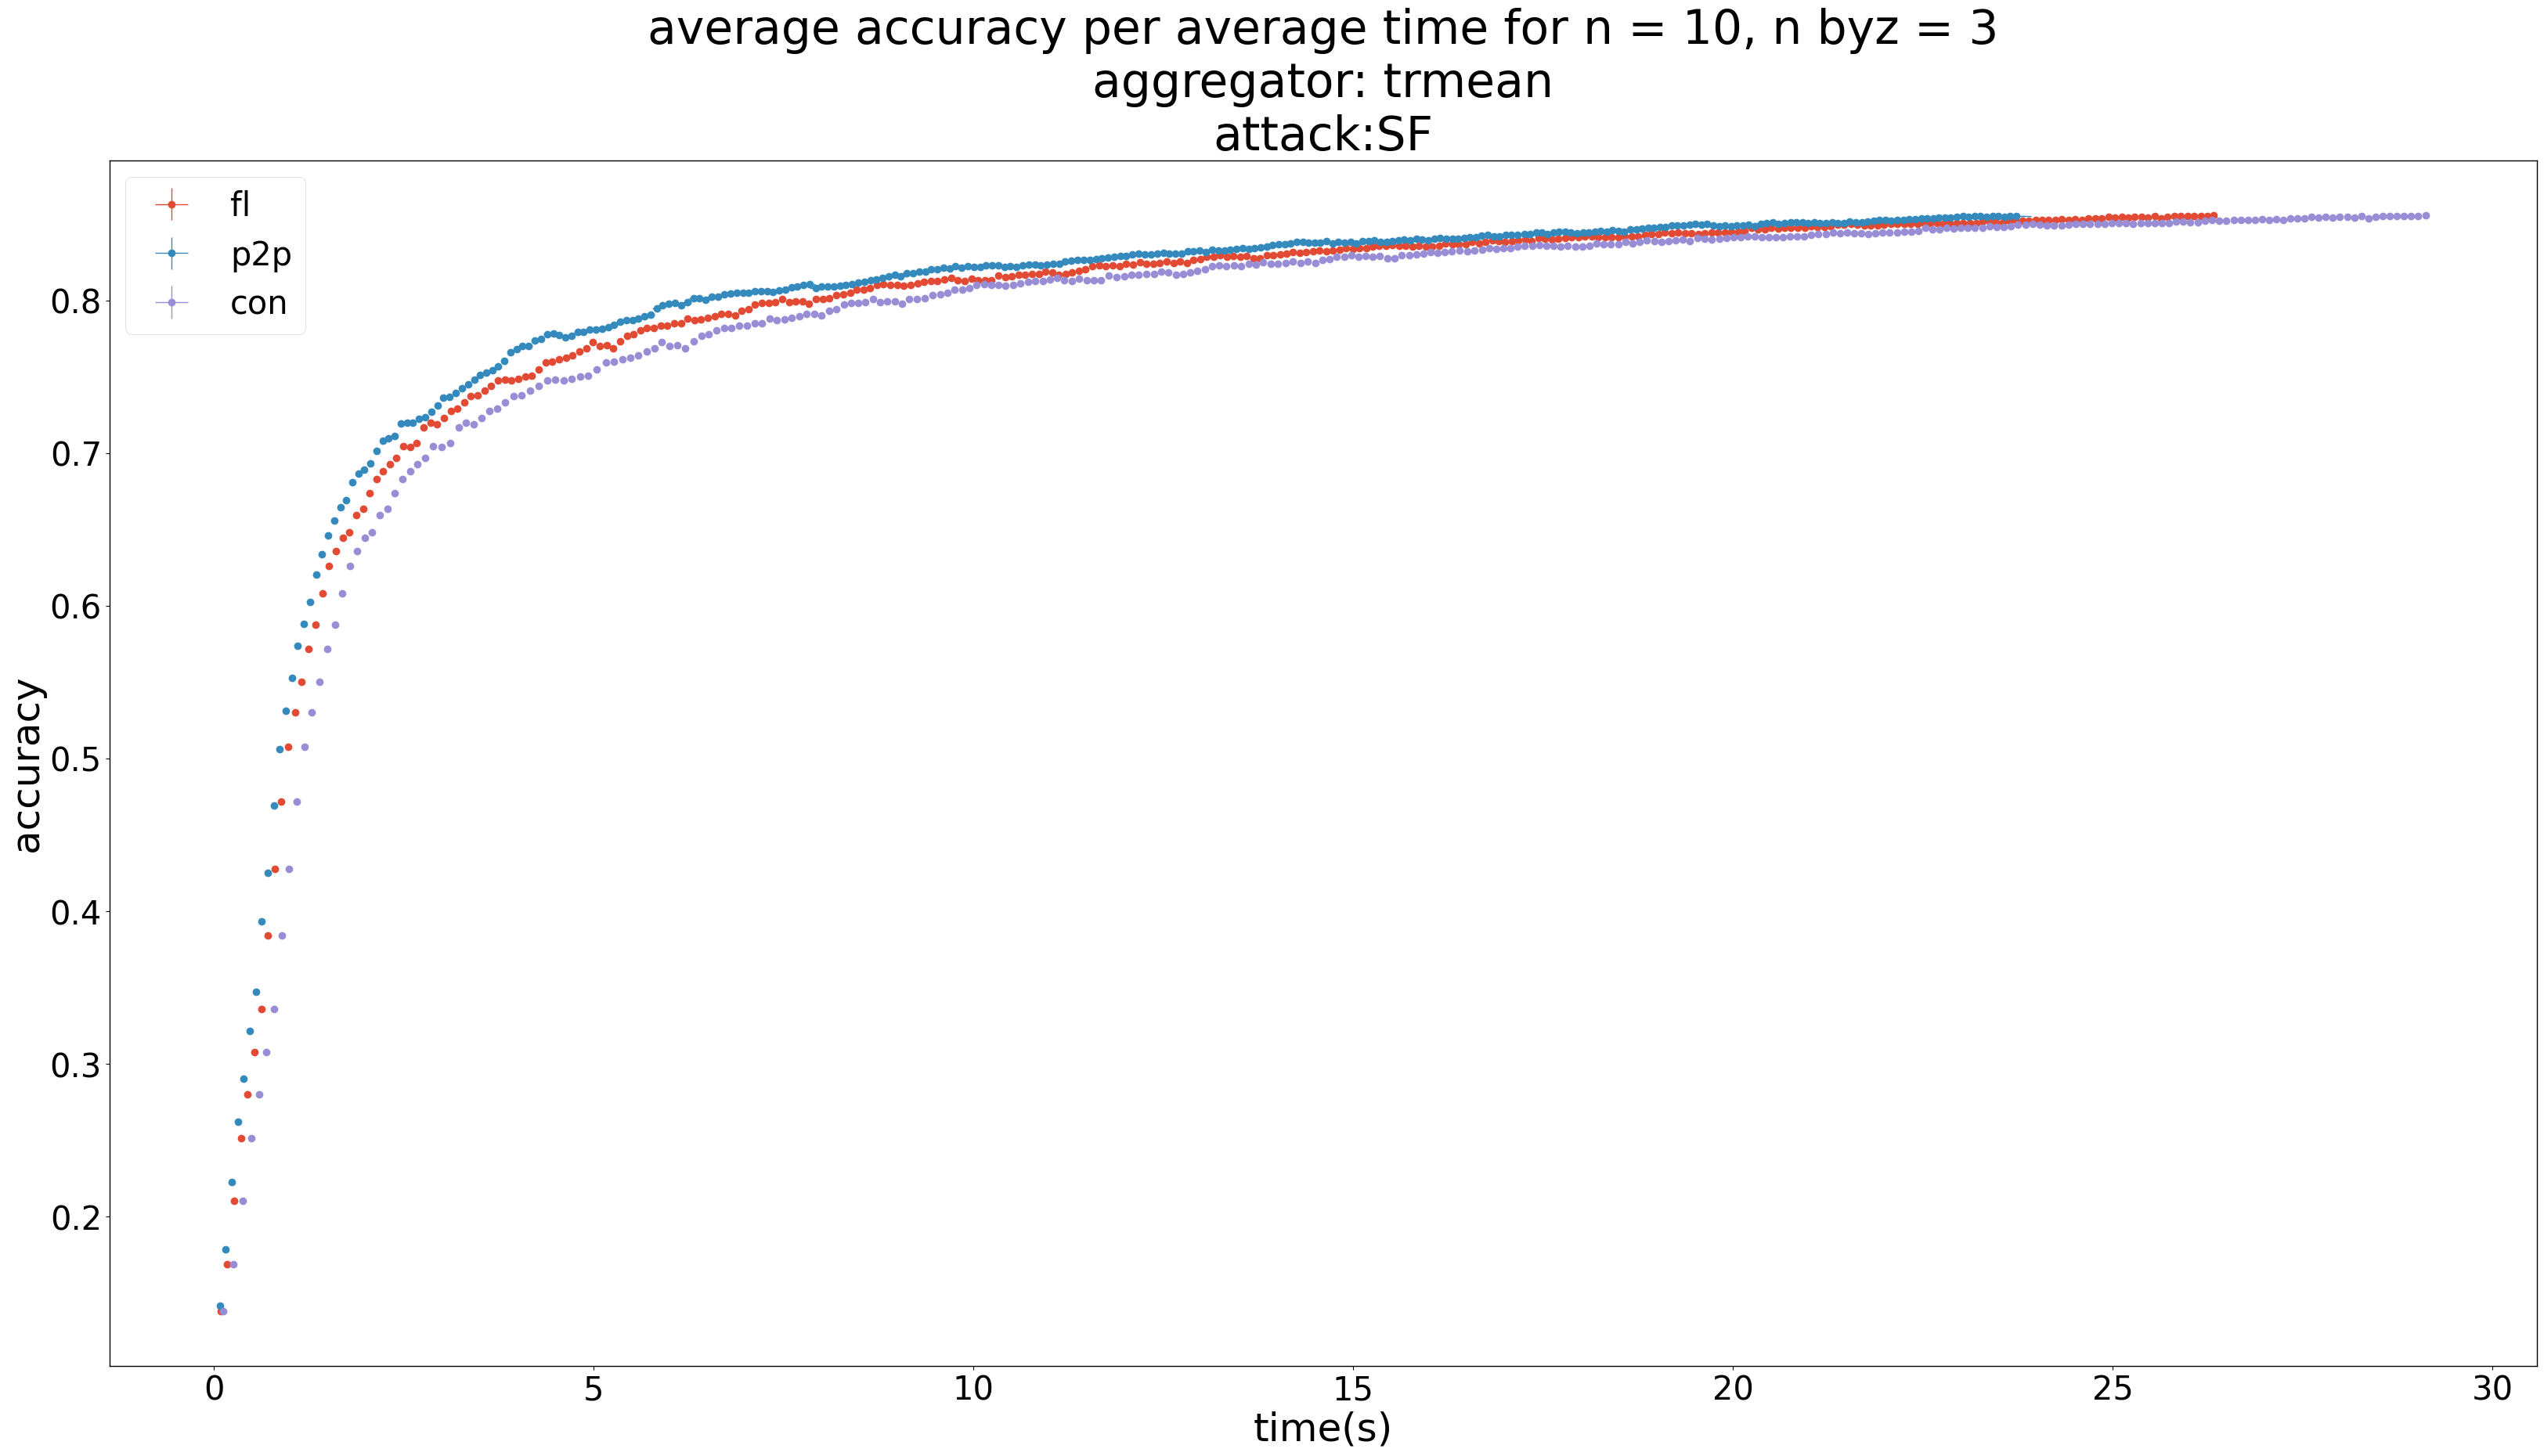 average accuracy per average time for n = 10, n byz = 3
aggregator: trmean
attack:SF
fl
p2p
con
accuracy
0.8
0.7
0.6
0.5
0.4
0.3
0.2
0
5
10
15
20
25
30
time(s)